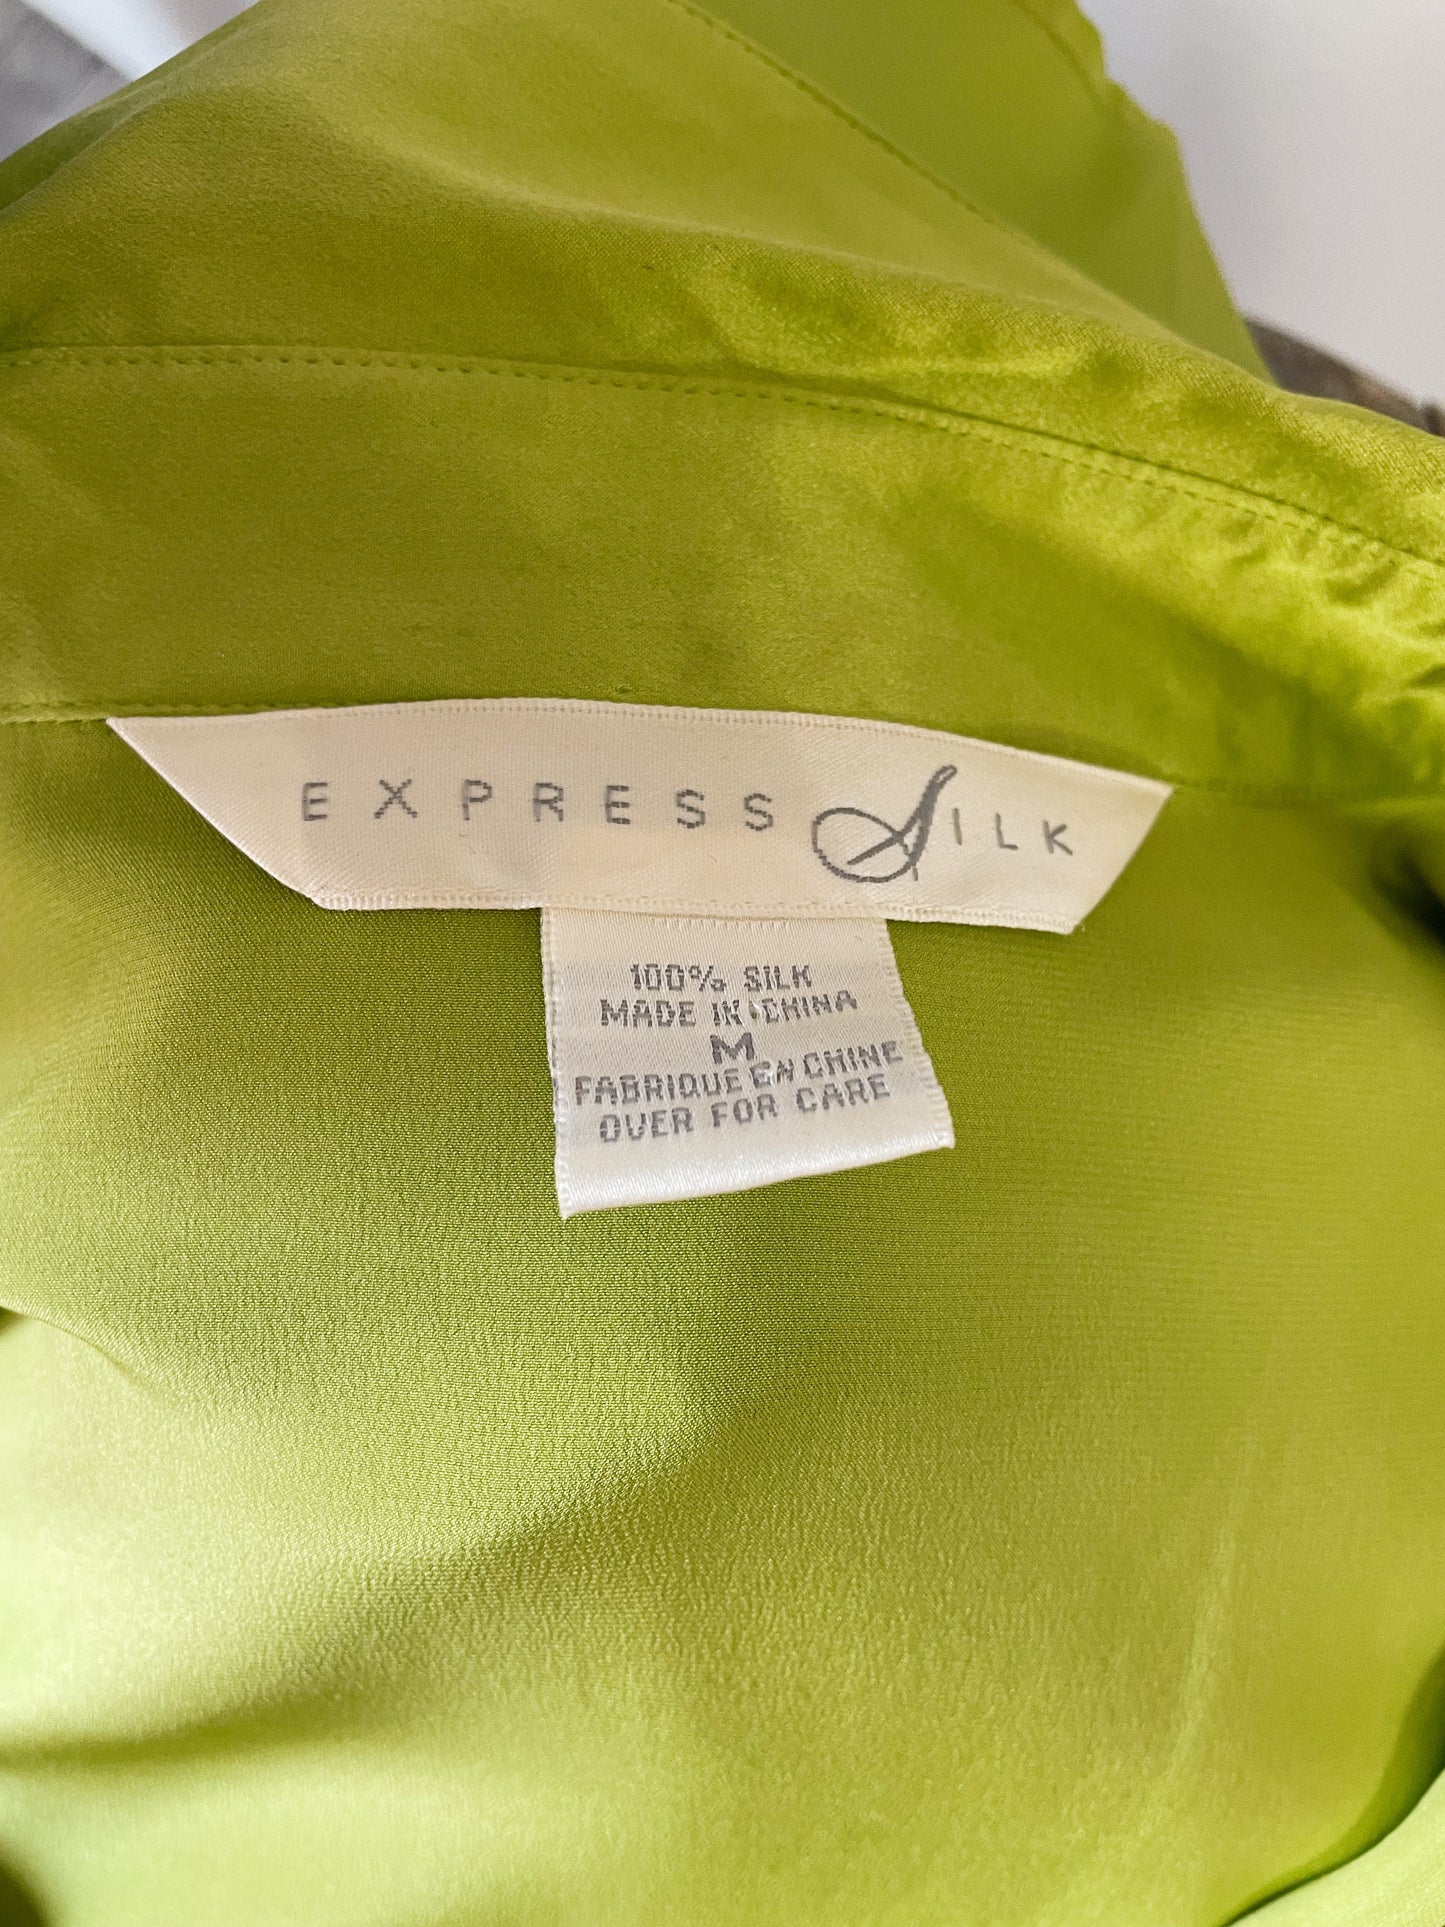 EXPRESS SILK
100% SILK
MADE IN CHINA
M
FABRIQUE EN CHINE
OVER FOR CARE